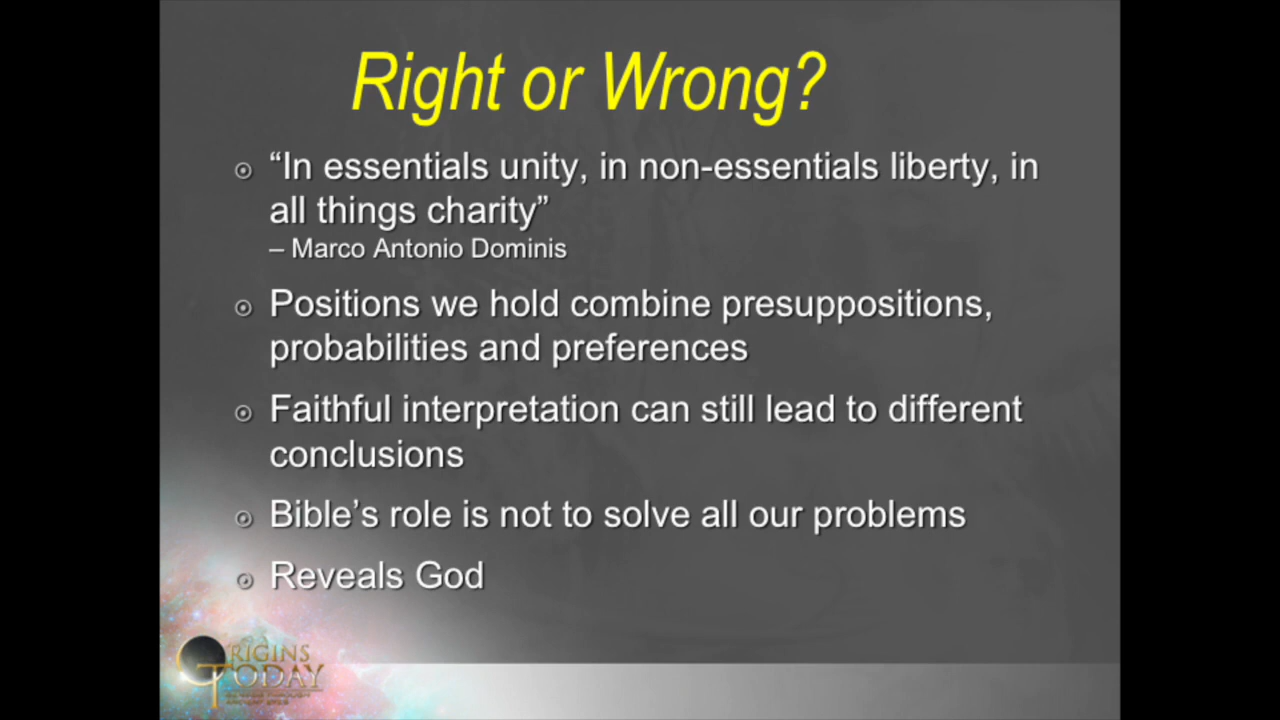 Right or Wrong?
“In essentials unity, in non-essentials liberty, in
all things charity”
– Marco Antonio Dominis
Positions we hold combine presuppositions,
probabilities and preferences
Faithful interpretation can still lead to different
conclusions
Bible’s role is not to solve all our problems
Reveals God
ORIGINS
TODAY